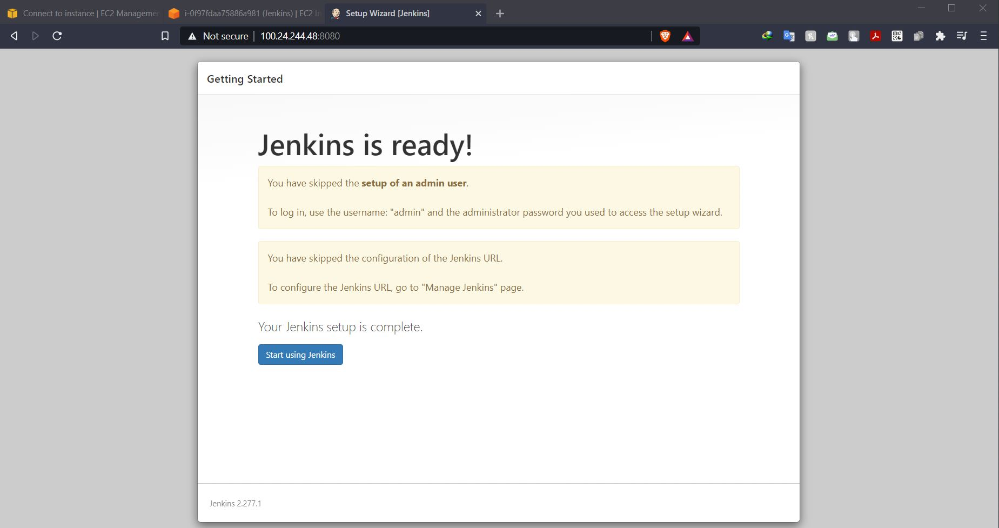 Connect to instance | EC2 Managemen
i-0f97fdaa75886a981 (Jenkins) | EC2 In
Setup Wizard [Jenkins]
Not secure
100.24.244.48:8080
Getting Started
Jenkins is ready!
You have skipped the setup of an admin user.
To log in, use the username: "admin" and the administrator password you used to access the setup wizard.
You have skipped the configuration of the Jenkins URL.
To configure the Jenkins URL, go to "Manage Jenkins" page.
Your Jenkins setup is complete.
Start using Jenkins
Jenkins 2.277.1